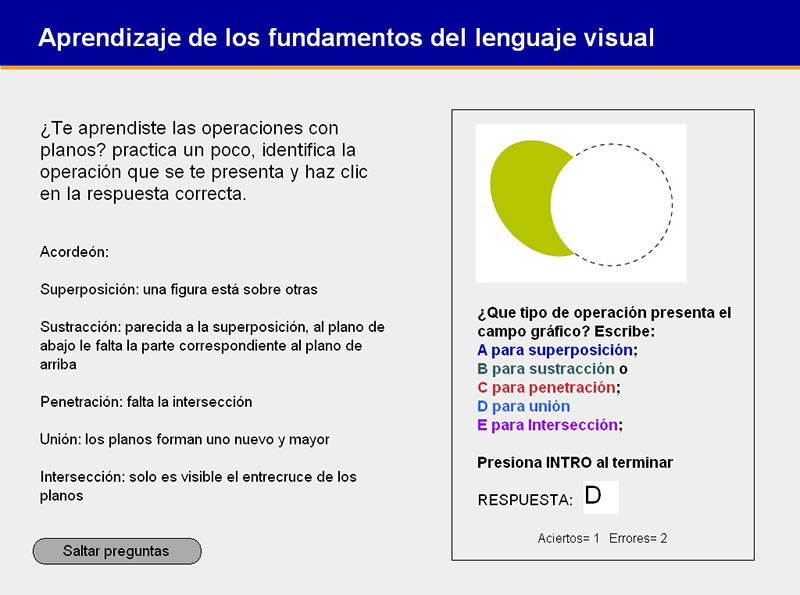 Aprendizaje de los fundamentos del lenguaje visual
¿Te aprendiste las operaciones con
planos? practica un poco, identifica la
operación que se te presenta y haz clic
en la respuesta correcta.
Acordeón:
Superposición: una figura está sobre otras
Sustracción: parecida a la superposición, al plano de
abajo le falta la parte correspondiente al plano de
arriba
Penetración: falta la intersección
Unión: los planos forman uno nuevo y mayor
Intersección: solo es visible el entrecruce de los
planos
Saltar preguntas
¿Que tipo de operación presenta el
campo gráfico? Escribe:
A para superposición;
B para sustracción o
C para penetración;
D para unión
E para Intersección;
Presiona INTRO al terminar
RESPUESTA: D
Aciertos= 1 Errores= 2